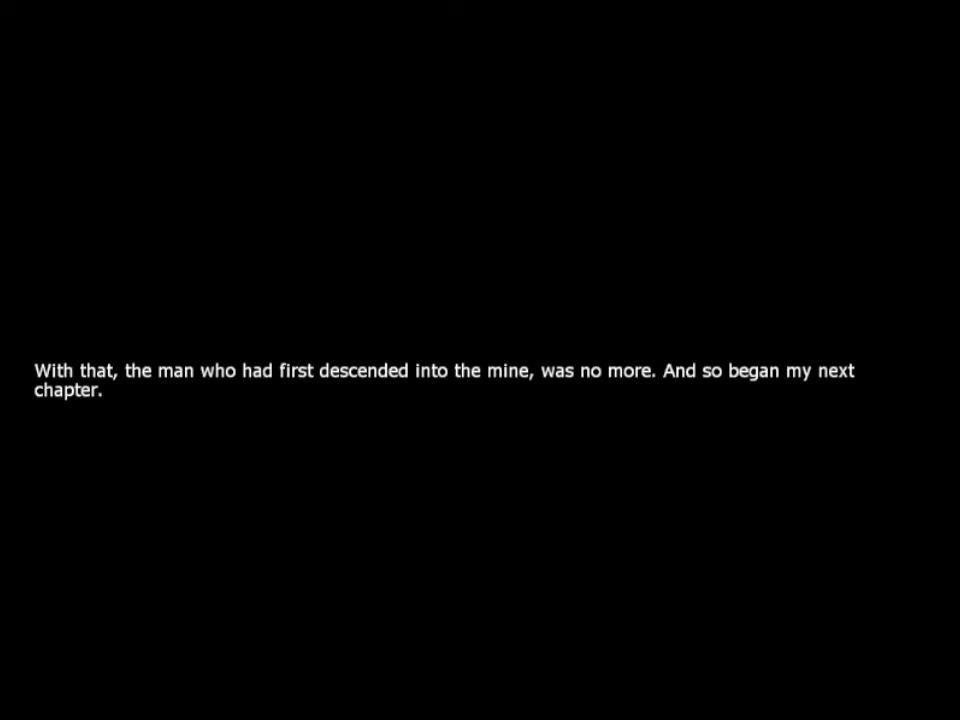 With that, the man who had first descended into the mine, was no more. And so began my next
chapter.